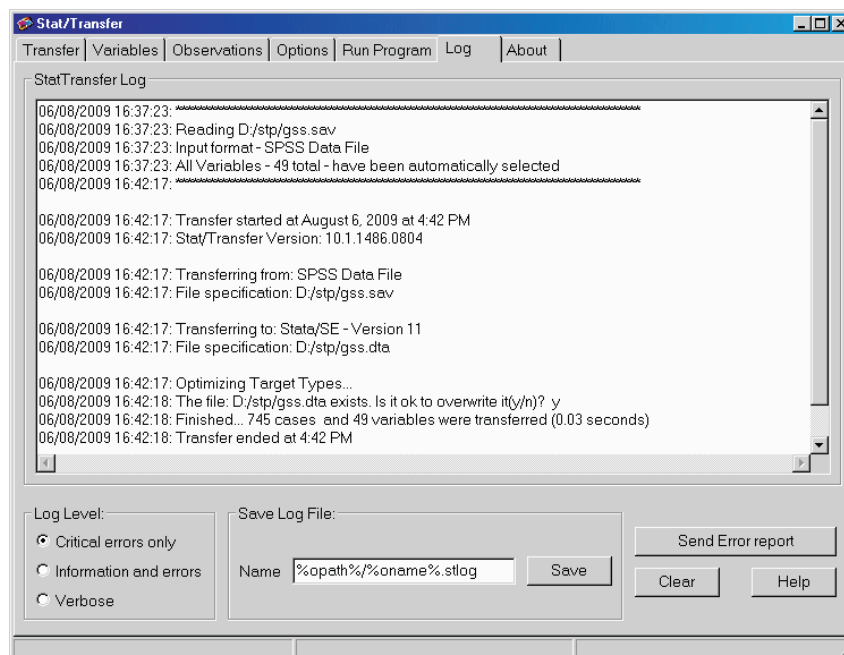 Stat/Transfer
Transfer Variables Observations Options Run Program Log About
StatTransfer Log
06/08/2009 16:37:23: ********************************************************************************
06/08/2009 16:37:23: Reading D:/stp/gss.sav
06/08/2009 16:37:23: Input format - SPSS Data File
06/08/2009 16:37:23: All Variables - 49 total - have been automatically selected
06/08/2009 16:42:17: ********************************************************************************
06/08/2009 16:42:17: Transfer started at August 6, 2009 at 4:42 PM
06/08/2009 16:42:17: Stat/Transfer Version: 10.1.1486.0804
06/08/2009 16:42:17: Transferring from: SPSS Data File
06/08/2009 16:42:17: File specification: D:/stp/gss.sav
06/08/2009 16:42:17: Transferring to: Stata/SE - Version 11
06/08/2009 16:42:17: File specification: D:/stp/gss.dta
06/08/2009 16:42:17: Optimizing Target Types...
06/08/2009 16:42:18: The file: D:/stp/gss.dta exists. Is it ok to overwrite it(y/n)? y
06/08/2009 16:42:18: Finished... 745 cases and 49 variables were transferred (0.03 seconds)
06/08/2009 16:42:18: Transfer ended at 4:42 PM
Log Level:
Critical errors only
Information and errors
Verbose
Save Log File:
Name %opath%/%oname%.stlog Save
Send Error report
Clear Help